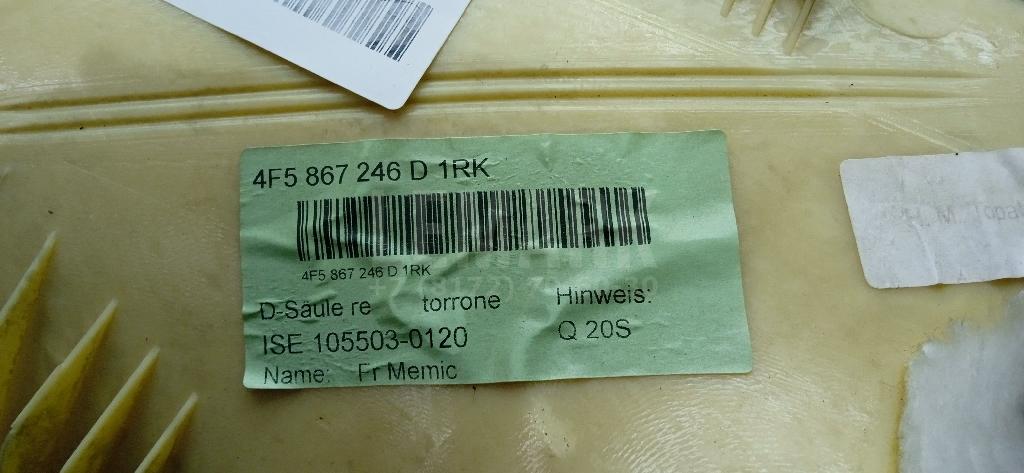 4F5 867 246 D 1RK
4F5 867 246 D 1RK
D-Säule re torrone Hinweis:
ISE 105503-0120 Q 20S
Name: Fr Memic